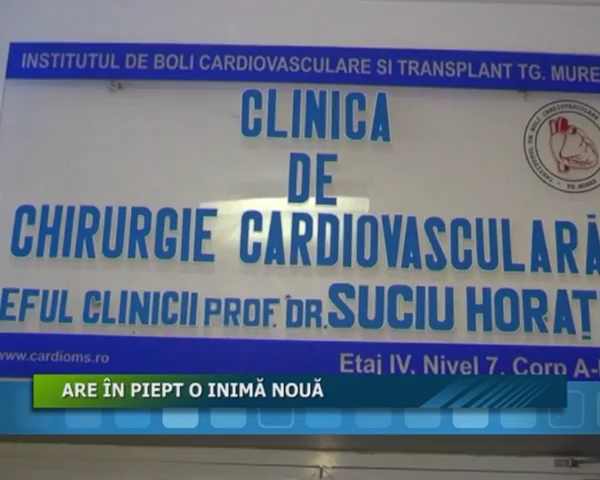 INSTITUTUL DE BOLI CARDIOVASCULARE SI TRANSPLANT TG. MURE
CLINICA
DE
CHIRURGIE CARDIOVASCULARĂ
EFUL CLINICII PROF. DR. SUCIU HORAȚ
www.cardioms.ro
Etaj IV, Nivel 7, Corp A-
ARE ÎN PIEPT O INIMĂ NOUĂ